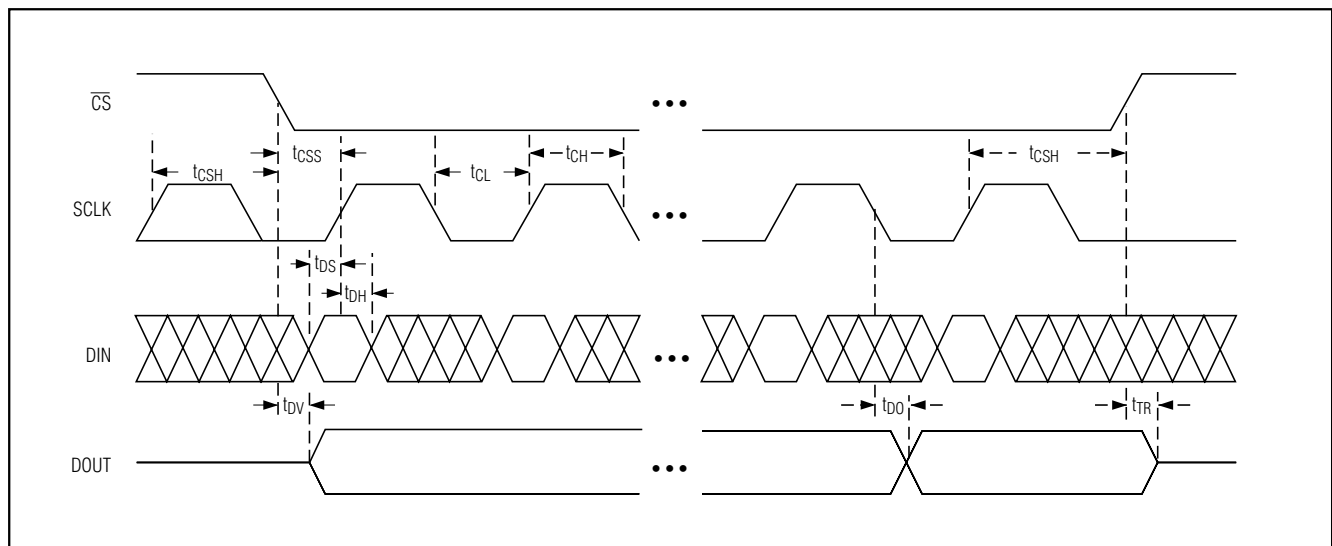 CS
•••
tCSS
tCSH
tCL
tCH
tCSH
SCLK
•••
tDS
tDH
DIN
•••
tDV
tDO
tTR
DOUT
•••